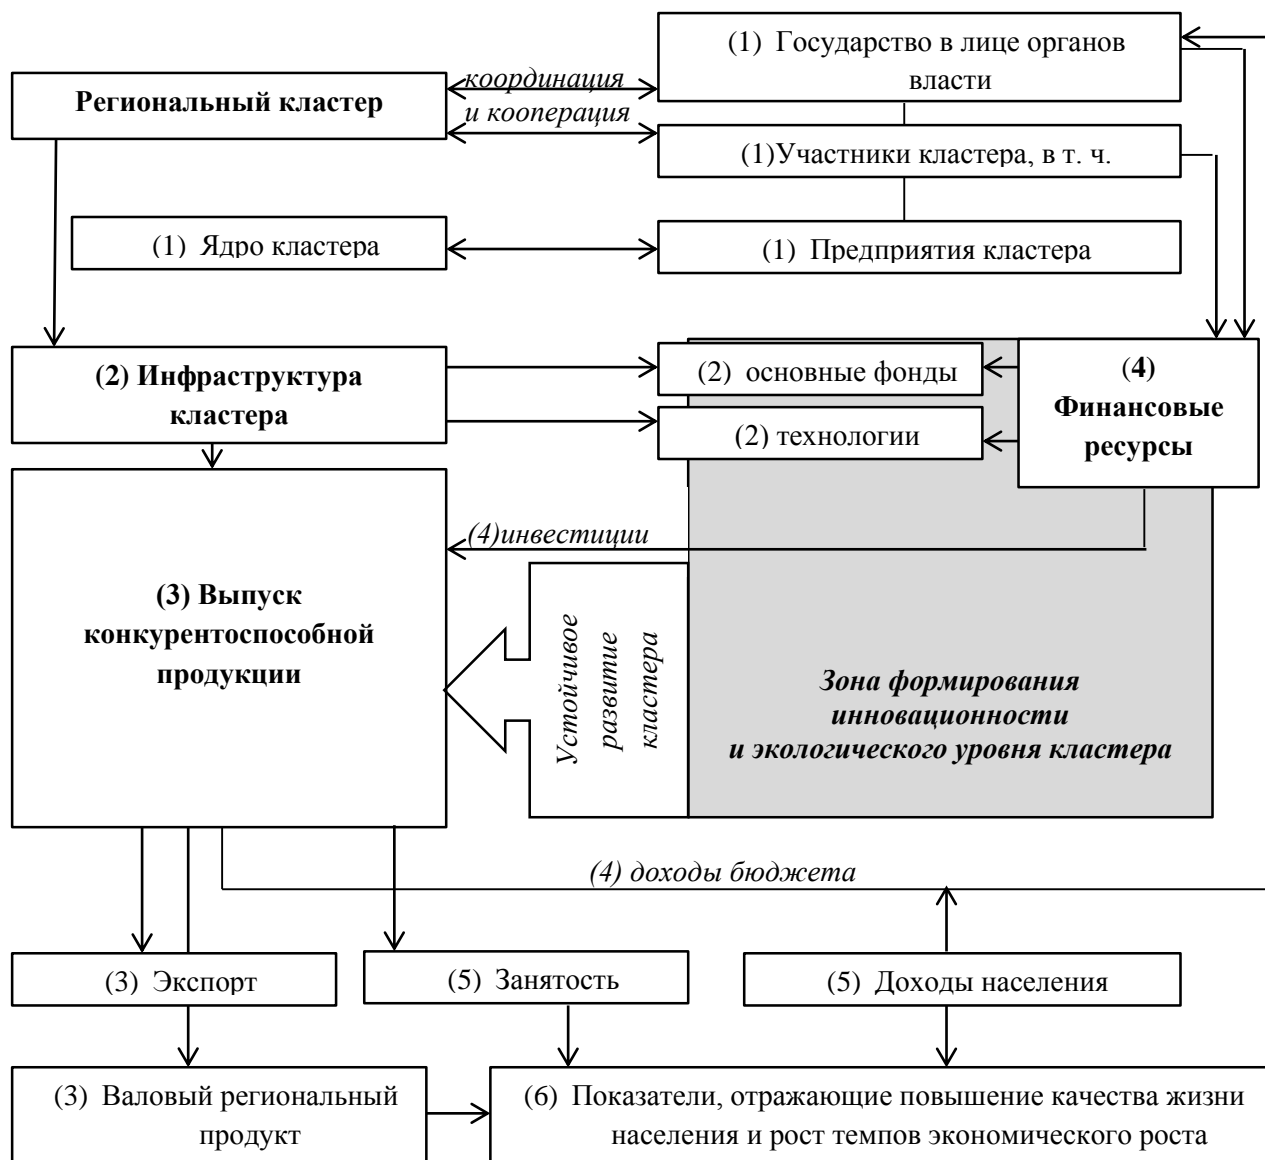 (1) Государство в лице органов
власти
Региональный кластер
координация
и кооперация
(1)Участники кластера, в т. ч.
(1) Ядро кластера
(1) Предприятия кластера
(2) Инфраструктура
кластера
(2) основные фонды
(2) технологии
(4)
Финансовые
ресурсы
(4)инвестиции
(3) Выпуск
конкурентоспособной
продукции
Устойчивое
развитие
кластера
Зона формирования
инновационности
и экологического уровня кластера
(4) доходы бюджета
(3) Экспорт
(5) Занятость
(5) Доходы населения
(3) Валовый региональный
продукт
(6) Показатели, отражающие повышение качества жизни
населения и рост темпов экономического роста